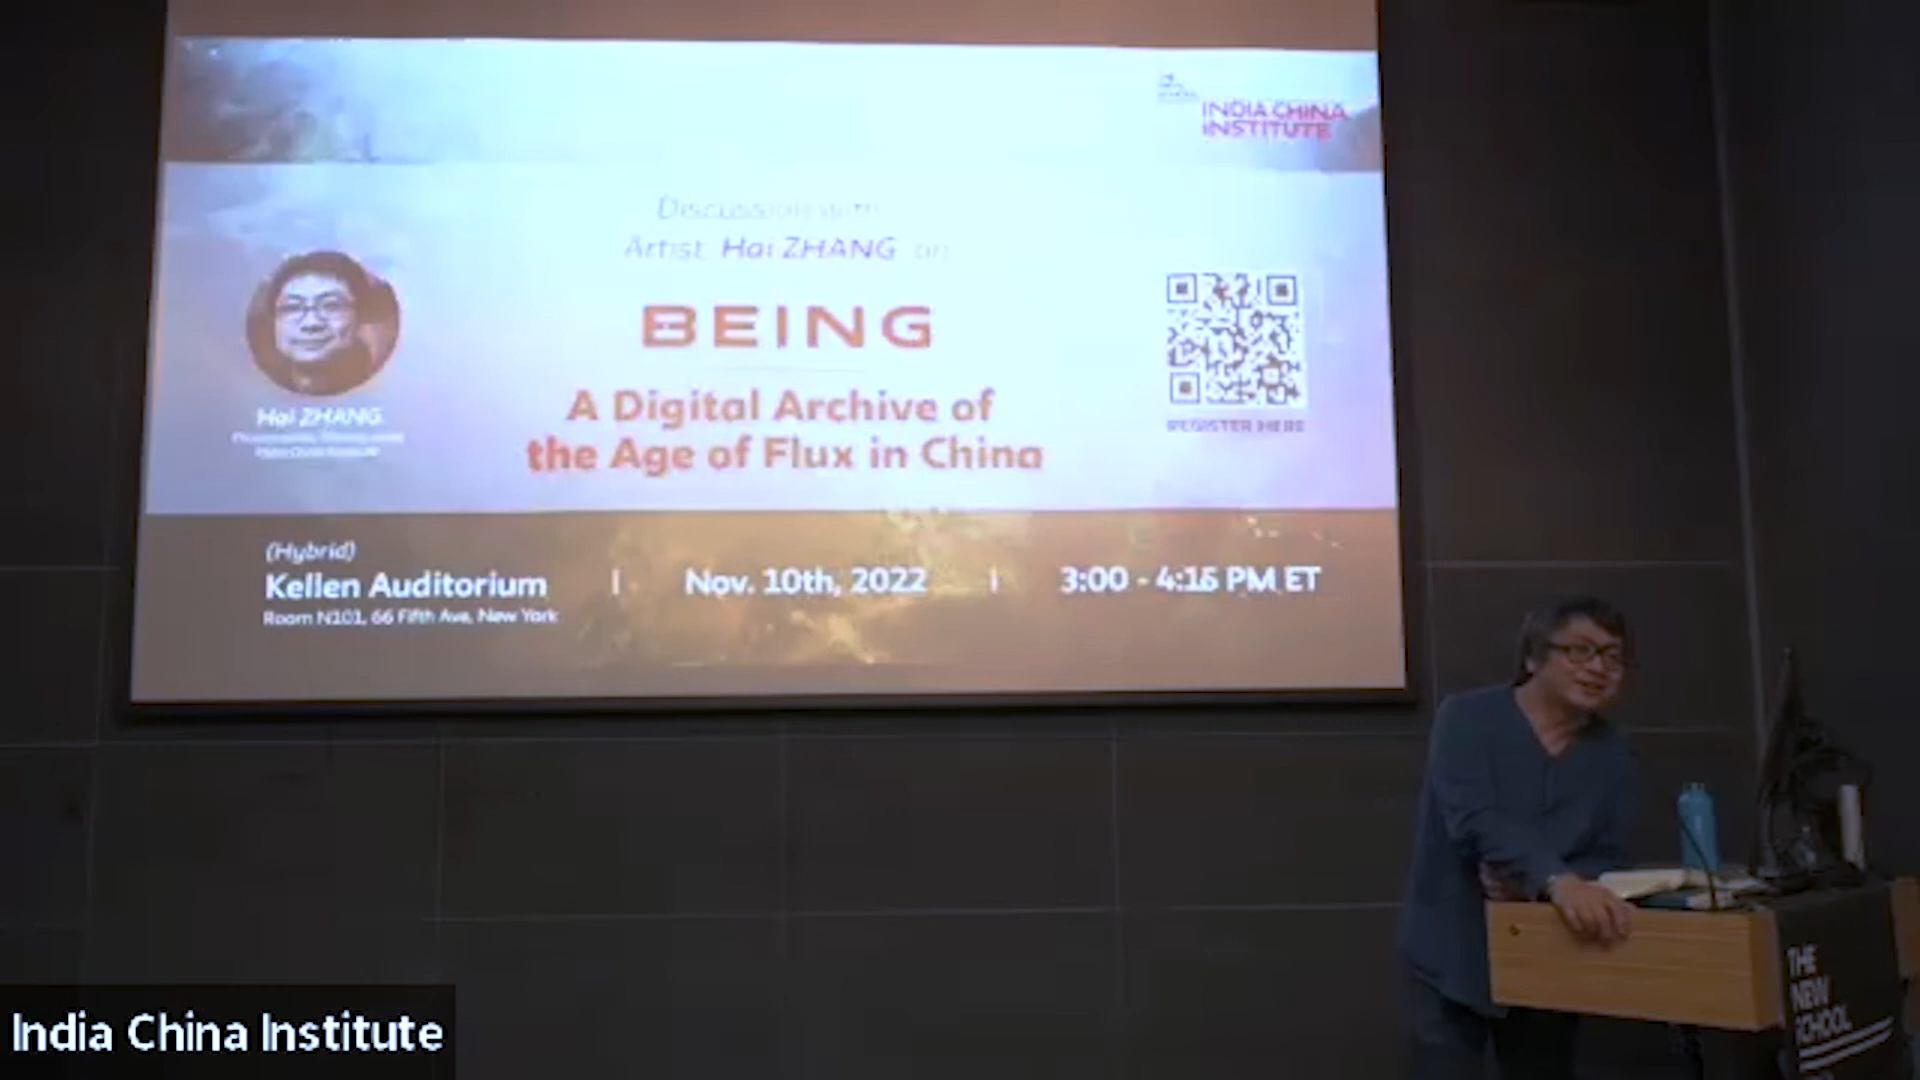 INDIA CHINA
INSTITUTE
Discussion with
Artist Hai ZHANG on
BEING
A Digital Archive of
the Age of Flux in China
Hai ZHANG
REGISTER HERE
(Hybrid)
Kellen Auditorium
Room N101, 66 Fifth Ave, New York
|
Nov. 10th, 2022
|
3:00 - 4:15 PM ET
THE
NEW
SCHOOL
India China Institute